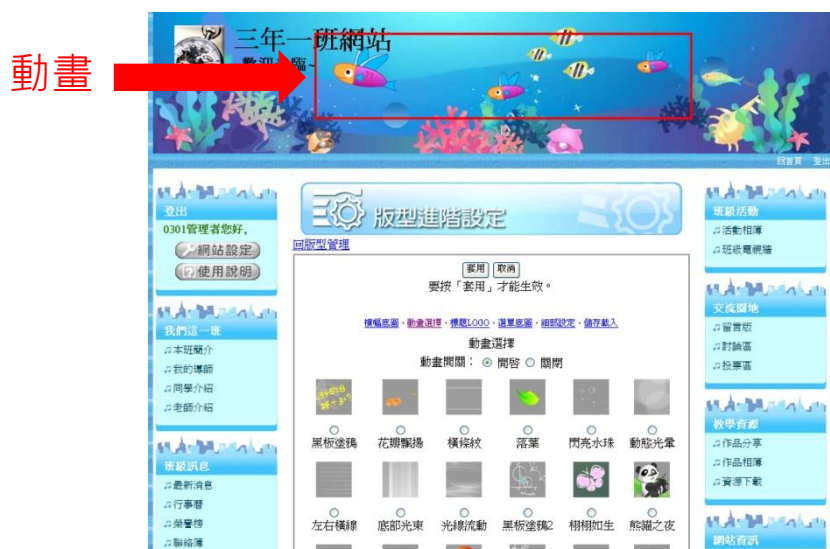 動畫
三年一班網站
回首頁 登出
登出
0301管理者您好，
網站設定
使用說明
我們這一班
本班簡介
我的導師
同學介紹
老師介紹
班級訊息
最新消息
行事曆
榮譽榜
聯絡簿
版型進階設定
回版型管理
套用 取消
要按「套用」才能生效。
橫幅底圖．動畫選擇．標題LOGO．選單底圖．細部設定．儲存載入
動畫選擇
動畫開關： 開啓 關閉
黑板塗鴉 花瓣飄揚 橫條紋 落葉 閃亮水珠 動態光暈
左右橫線 底部光束 光線流動 黑板塗鴉2 栩栩如生 熊貓之夜
班級活動
活動相簿
班級電視牆
交流園地
留言版
討論區
投票區
教學資源
作品分享
作品相簿
資源下載
網站資訊